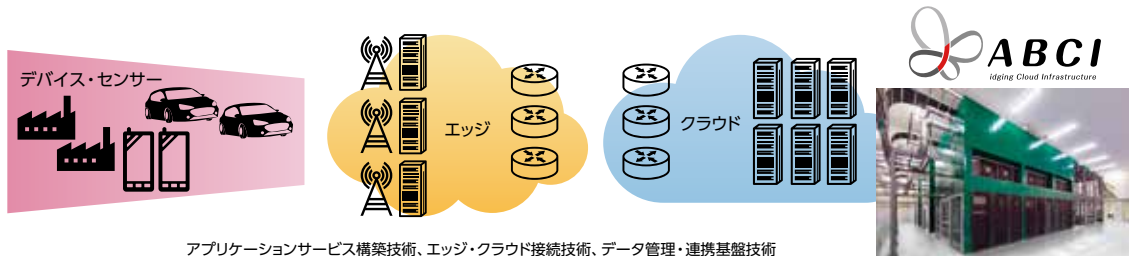 デバイス・センサー
エッジ
クラウド
ABCI
idging Cloud Infrastructure
アプリケーションサービス構築技術、エッジ・クラウド接続技術、データ管理・連携基盤技術